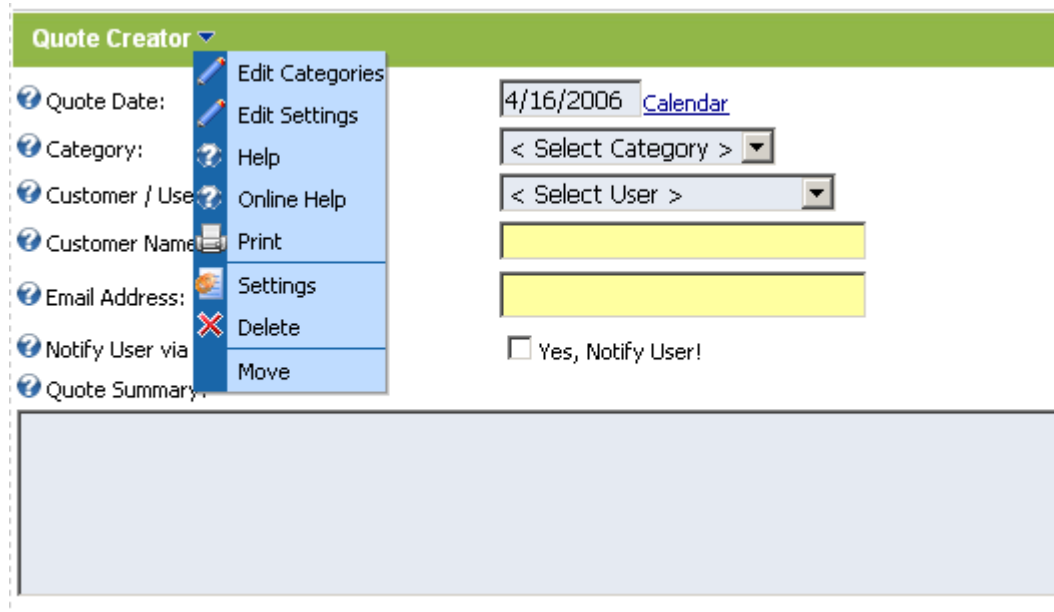 Quote Creator
Edit Categories
Quote Date: 4/16/2006 Calendar
Edit Settings
Category: < Select Category >
Help
Customer / Use < Select User >
Online Help
Customer Name
Print
Email Address:
Settings
Delete
Notify User via Yes, Notify User!
Move
Quote Summary: